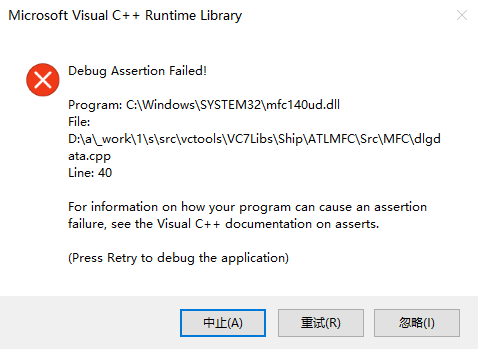 Microsoft Visual C++ Runtime Library
Debug Assertion Failed!
Program: C:\Windows\SYSTEM32\mfc140ud.dll
File:
D:\a\_work\1\s\src\vctools\VC7Libs\Ship\ATLMFC\Src\MFC\dlgd
ata.cpp
Line: 40
For information on how your program can cause an assertion
failure, see the Visual C++ documentation on asserts.
(Press Retry to debug the application)
中止(A)
重试(R)
忽略(I)